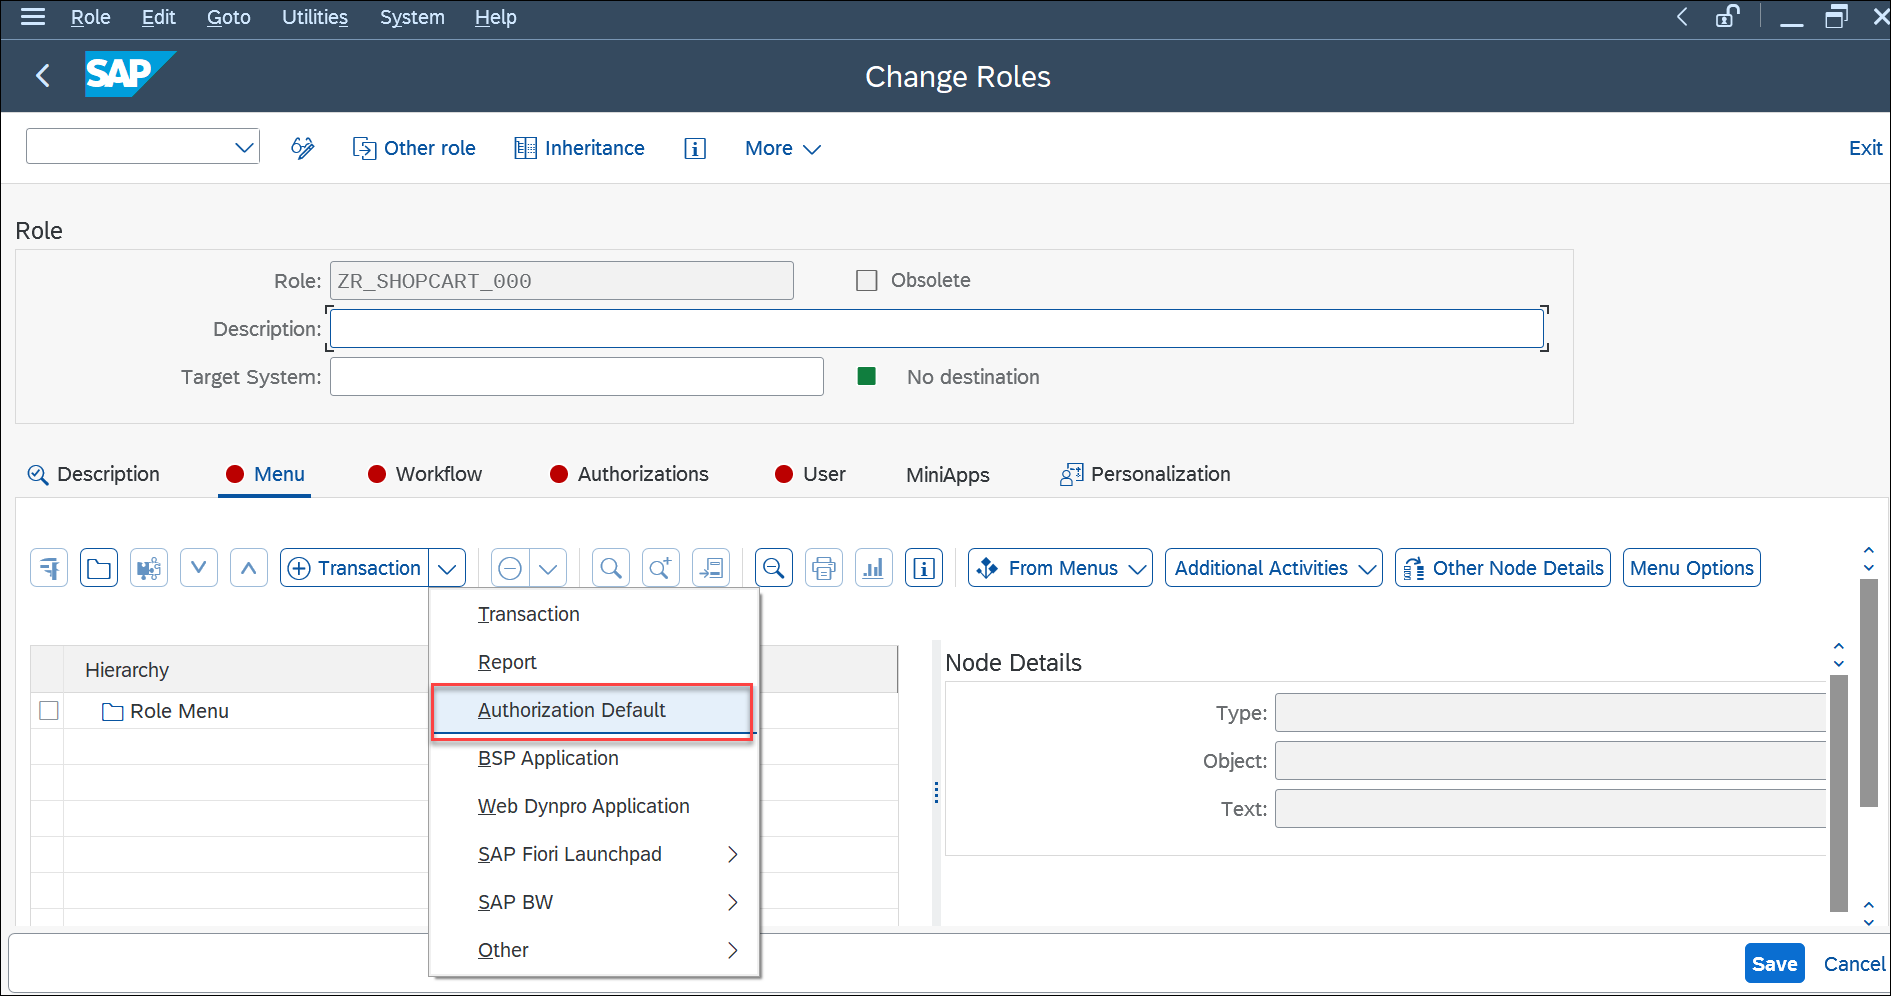 Role Edit Goto Utilities System Help
SAP
Change Roles
Other role Inheritance More Exit
Role
Role: ZR_SHOPCART_000 Obsolete
Description:
Target System: No destination
Description Menu Workflow Authorizations User MiniApps Personalization
Transaction From Menus Additional Activities Other Node Details Menu Options
Transaction
Report
Authorization Default
BSP Application
Web Dynpro Application
SAP Fiori Launchpad
SAP BW
Other
Hierarchy
Role Menu
Node Details
Type:
Object:
Text:
Save Cancel